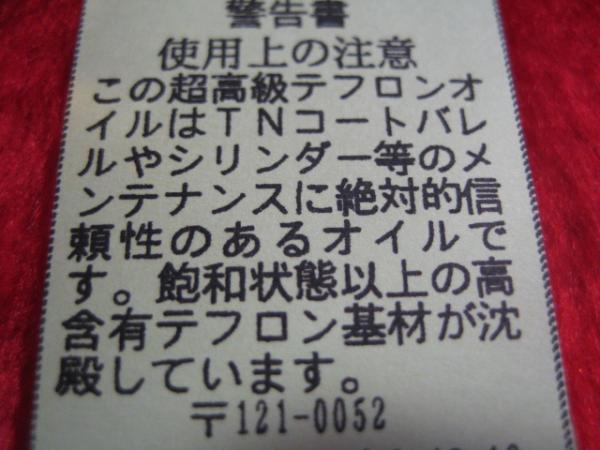 警告書
使用上の注意
この超高級テフロンオ
イルはＴＮコートバレ
ルやシリンダー等のメ
ンテナンスに絶対的信
頼性のあるオイルで
す。飽和状態以上の高
含有テフロン基材が沈
殿しています。
〒121-0052